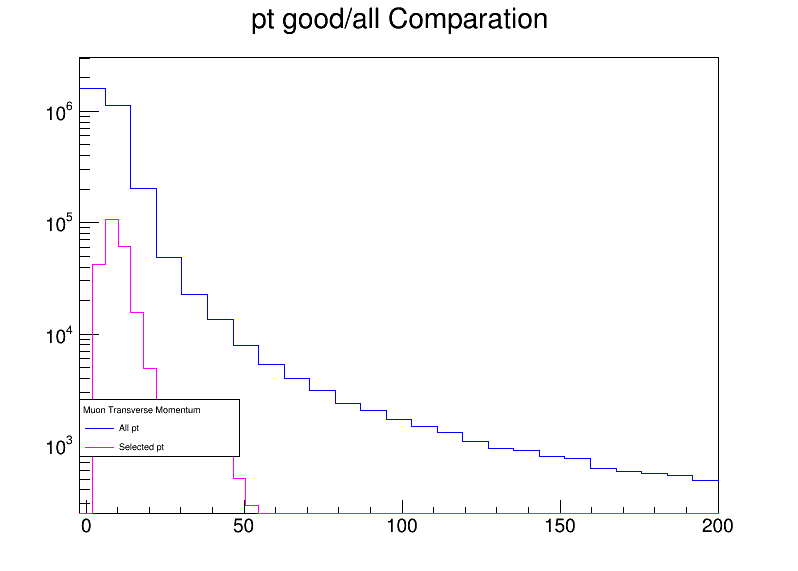 pt good/all Comparation
10^6
10^5
10^4
10^3
Muon Transverse Momentum
All pt
Selected pt
0 50 100 150 200